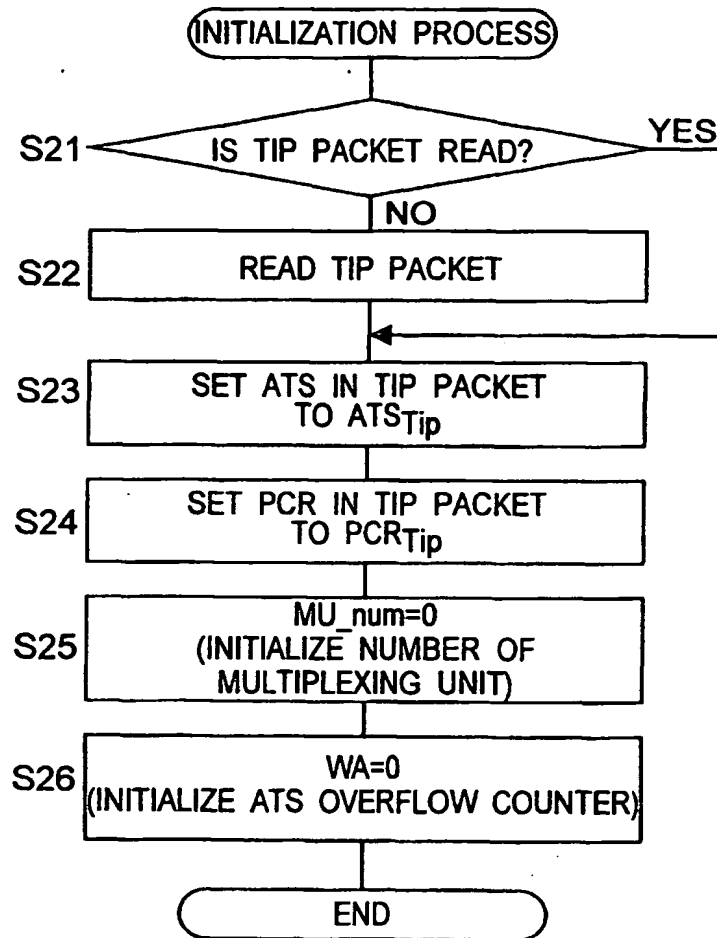 INITIALIZATION PROCESS
S21
IS TIP PACKET READ?
YES
NO
S22
READ TIP PACKET
S23
SET ATS IN TIP PACKET
TO ATSTip
S24
SET PCR IN TIP PACKET
TO PCRTip
S25
MU_num=0
(INITIALIZE NUMBER OF
MULTIPLEXING UNIT)
S26
WA=0
(INITIALIZE ATS OVERFLOW COUNTER)
END